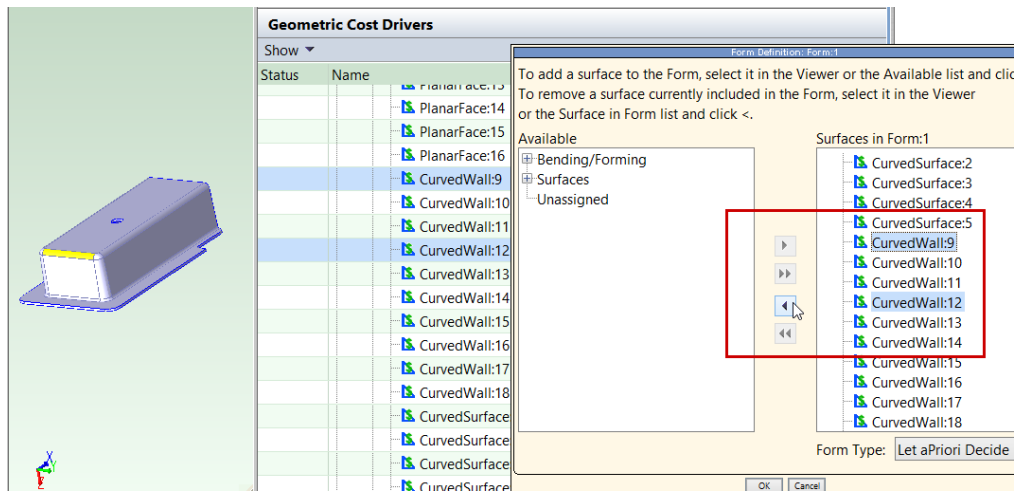 Geometric Cost Drivers
Show
Status Name
PlanarFace:14
PlanarFace:15
PlanarFace:16
CurvedWall:9
CurvedWall:10
CurvedWall:11
CurvedWall:12
CurvedWall:13
CurvedWall:14
CurvedWall:15
CurvedWall:16
CurvedWall:17
CurvedWall:18
CurvedSurface
CurvedSurface
CurvedSurface
CurvedSurface
Form Definition: Form:1
To add a surface to the Form, select it in the Viewer or the Available list and clic
To remove a surface currently included in the Form, select it in the Viewer
or the Surface in Form list and click <.
Available
Bending/Forming
Surfaces
Unassigned
Surfaces in Form:1
CurvedSurface:2
CurvedSurface:3
CurvedSurface:4
CurvedSurface:5
CurvedWall:9
CurvedWall:10
CurvedWall:11
CurvedWall:12
CurvedWall:13
CurvedWall:14
CurvedWall:15
CurvedWall:16
CurvedWall:17
CurvedWall:18
Form Type: Let aPriori Decide
OK Cancel